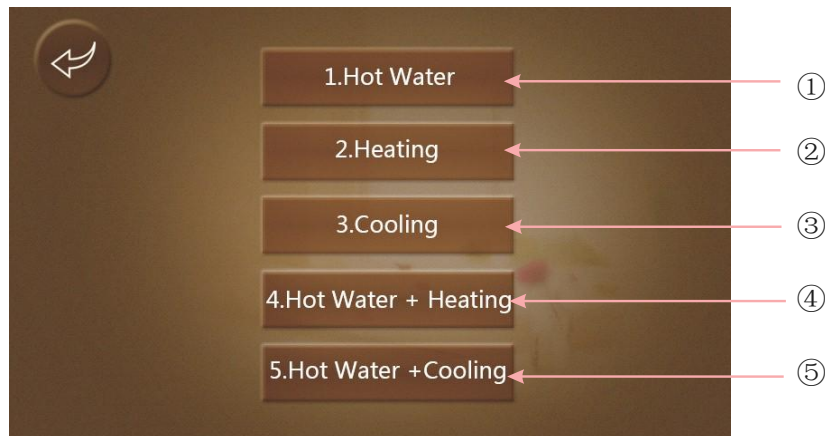 1.Hot Water ①
2.Heating ②
3.Cooling ③
4.Hot Water + Heating ④
5.Hot Water +Cooling ⑤